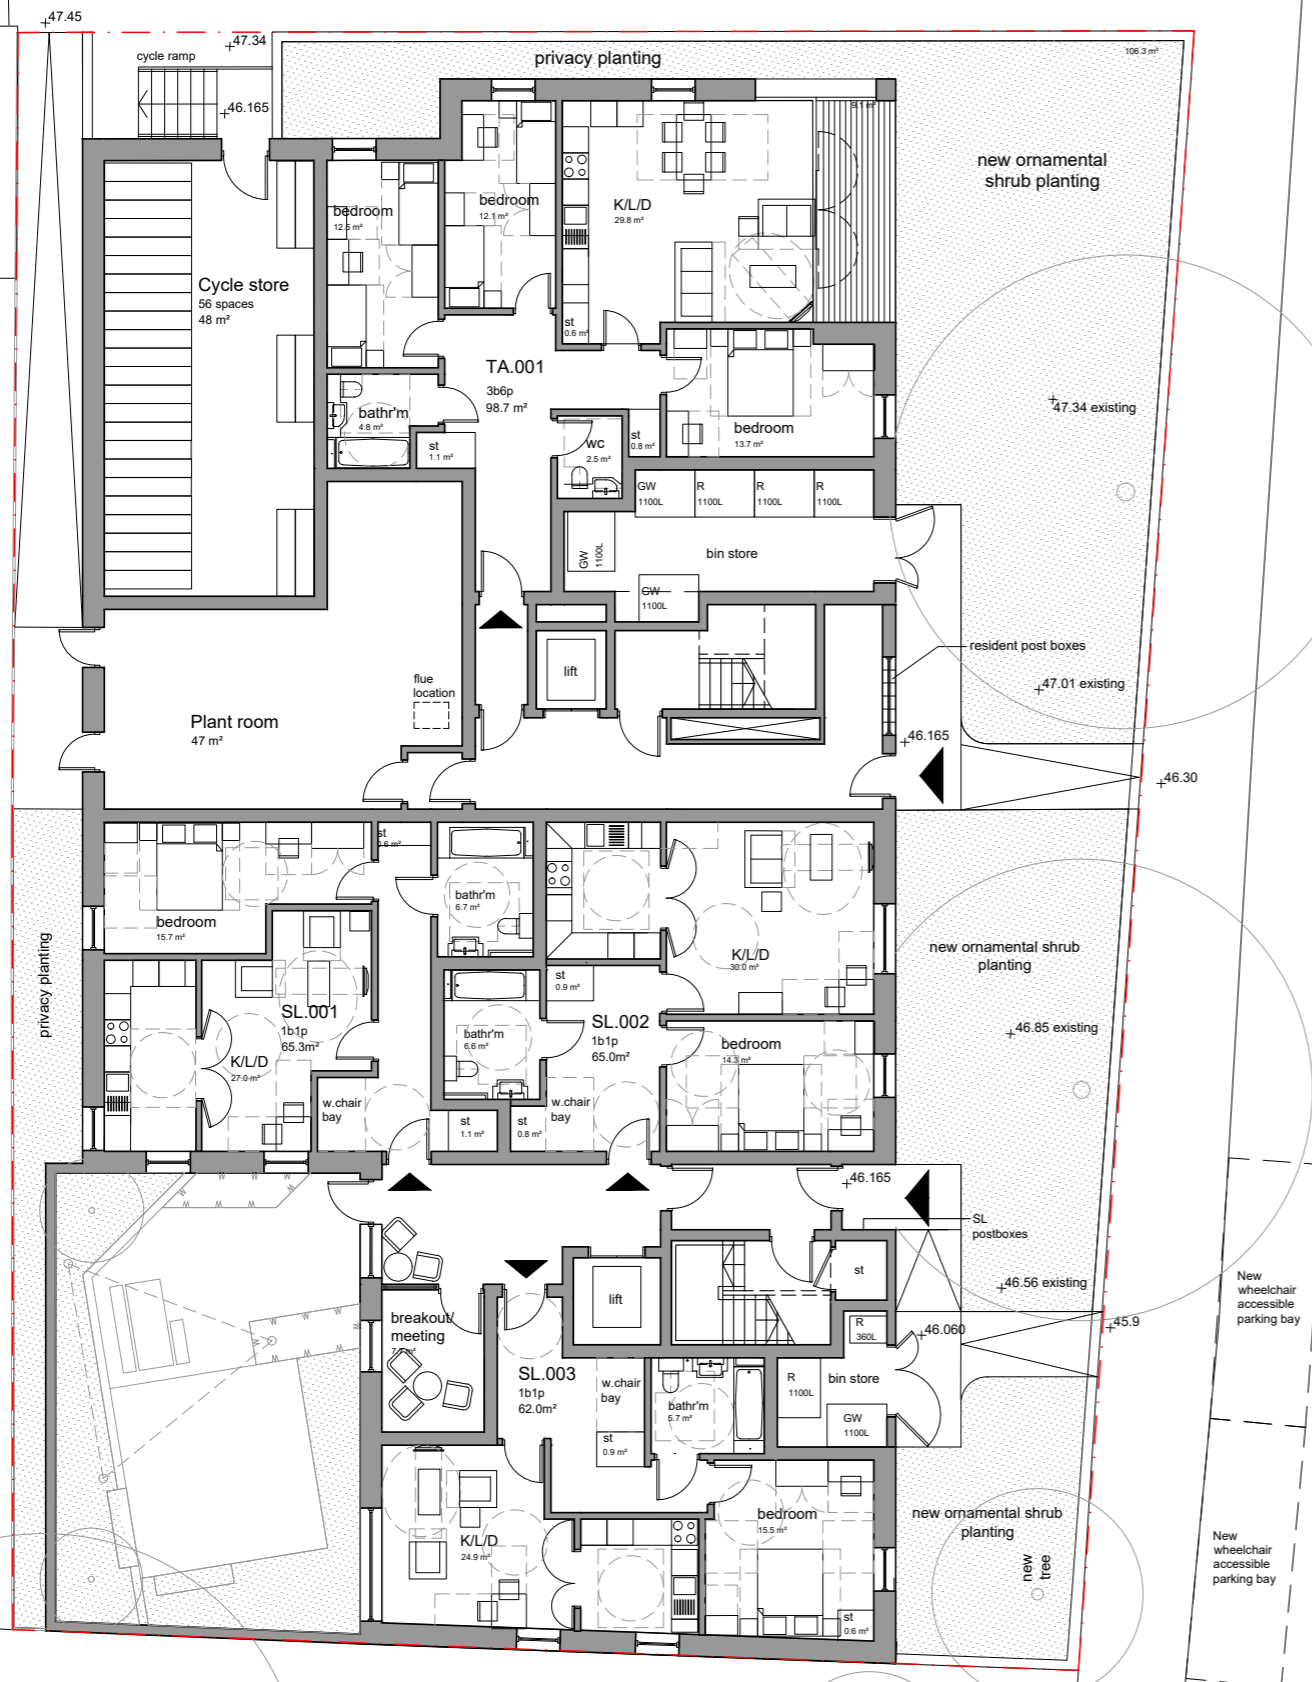 47.45
47.34
cycle ramp
46.165
privacy planting
106.3 m²
9.1 m²
new ornamental
shrub planting
bedroom
12.5 m²
bedroom
12.1 m²
K/L/D
29.8 m²
Cycle store
56 spaces
48 m²
st
0.6 m²
TA.001
3b6p
98.7 m²
47.34 existing
bathr'm
4.8 m²
st
1.1 m²
wc
2.5 m²
st
0.8 m²
bedroom
13.7 m²
GW
1100L
R
1100L
R
1100L
R
1100L
GW
1100L
bin store
GW
1100L
resident post boxes
lift
flue
location
47.01 existing
Plant room
47 m²
46.165
46.30
st
0.6 m²
bedroom
15.7 m²
bathr'm
6.7 m²
K/L/D
30.0 m²
new ornamental shrub
planting
privacy planting
st
0.9 m²
SL.001
1b1p
65.3m²
K/L/D
27.0 m²
bathr'm
6.6 m²
SL.002
1b1p
65.0m²
bedroom
14.3 m²
46.85 existing
w.chair
bay
w.chair
bay
st
1.1 m²
st
0.8 m²
46.165
SL
postboxes
st
46.56 existing
New
wheelchair
accessible
parking bay
lift
breakout/
meeting
R
360L
46.060
45.9
SL.003
1b1p
62.0m²
w.chair
bay
bathr'm
5.7 m²
R
1100L
bin store
GW
1100L
st
0.9 m²
bedroom
15.5 m²
new ornamental shrub
planting
K/L/D
24.9 m²
new
tree
New
wheelchair
accessible
parking bay
st
0.6 m²